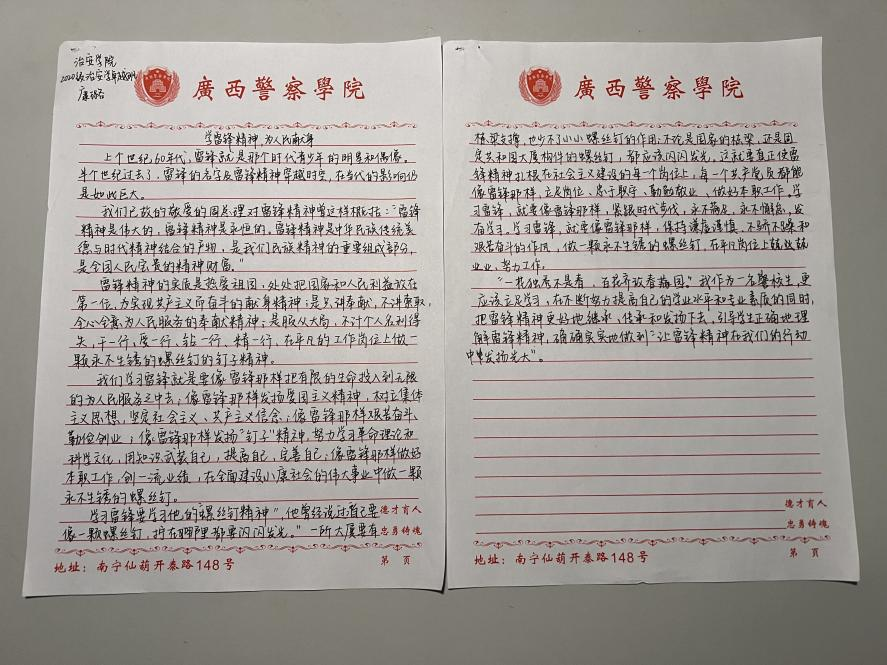 治安学院
2020级治安学
廣西警察學院
学雷锋精神，为人民献身
上个世纪60年代，雷锋就是那个时代青少年的明星和偶像。
半个世纪过去了，雷锋的名字及雷锋精神穿越时空，在当代的影响仍
是如此巨大。
我们已故的敬爱的周总理对雷锋精神曾这样概括："雷锋
精神是伟大的，雷锋精神是永恒的，雷锋精神是中华民族传统美
德与时代精神结合的产物，是我们民族精神的重要组成部分，
是全国人民宝贵的精神财富。"
雷锋精神的实质是热爱祖国，处处把国家和人民利益放在
第一位，为实现共产主义而奋斗的献身精神；是只讲奉献，不讲索取，
全心全意为人民服务的奉献精神；是服从大局，不计个人名利得
失，干一行，爱一行，钻一行，精一行，在平凡的工作岗位上做一
颗永不生锈的螺丝钉的钉子精神。
我们学习雷锋就是要像雷锋那样把有限的生命投入到无限
的为人民服务之中去；像雷锋那样发扬爱国主义精神，树立集体
主义思想，坚定社会主义、共产主义信念；像雷锋那样艰苦奋斗、
勤俭创业；像雷锋那样发扬"钉子"精神，努力学习革命理论和
科学文化，用知识武装自己，提高自己，完善自己；像雷锋那样做好
本职工作，创一流业绩，在全面建设小康社会的伟大事业中做一颗
永不生锈的螺丝钉。
学习雷锋要学习他的"螺丝钉精神"，他曾经说过自己要
德才育人
像一颗螺丝钉，拧在哪里都要闪闪发光。"一所大厦要有
忠勇铸魂
地址：南宁仙葫开泰路148号
第 页
廣西警察學院
栋梁支撑，也少不了小小螺丝钉的作用；不论是国家的栋梁，还是固
定共和国大厦构件的螺丝钉，都应该闪闪发光。这就要真正使雷
锋精神扎根在社会主义建设的每个岗位上，每一个共产党员都能
像雷锋那样，立足岗位、忠于职守、勤勉敬业、做好本职工作。学
习雷锋，就要像雷锋那样，紧跟时代步伐，永不满足，永不懈怠，发
奋学习。学习雷锋，就要像雷锋那样，保持谦虚谨慎、不骄不躁和
艰苦奋斗的作风，做一颗永不生锈的螺丝钉，在平凡岗位上兢兢
业业，努力工作。
"一花独秀不是春，百花齐放春满园。"我作为一名警校生，更
应该立足学习，在不断努力提高自己的学业水平和专业素质的同时，
把雷锋精神更好地继承、传承和发扬下去，引导学生正确地理
解雷锋精神，确确实实地做到"让雷锋精神在我们的行动
中发扬光大"。
德才育人
忠勇铸魂
地址：南宁仙葫开泰路148号
第 页